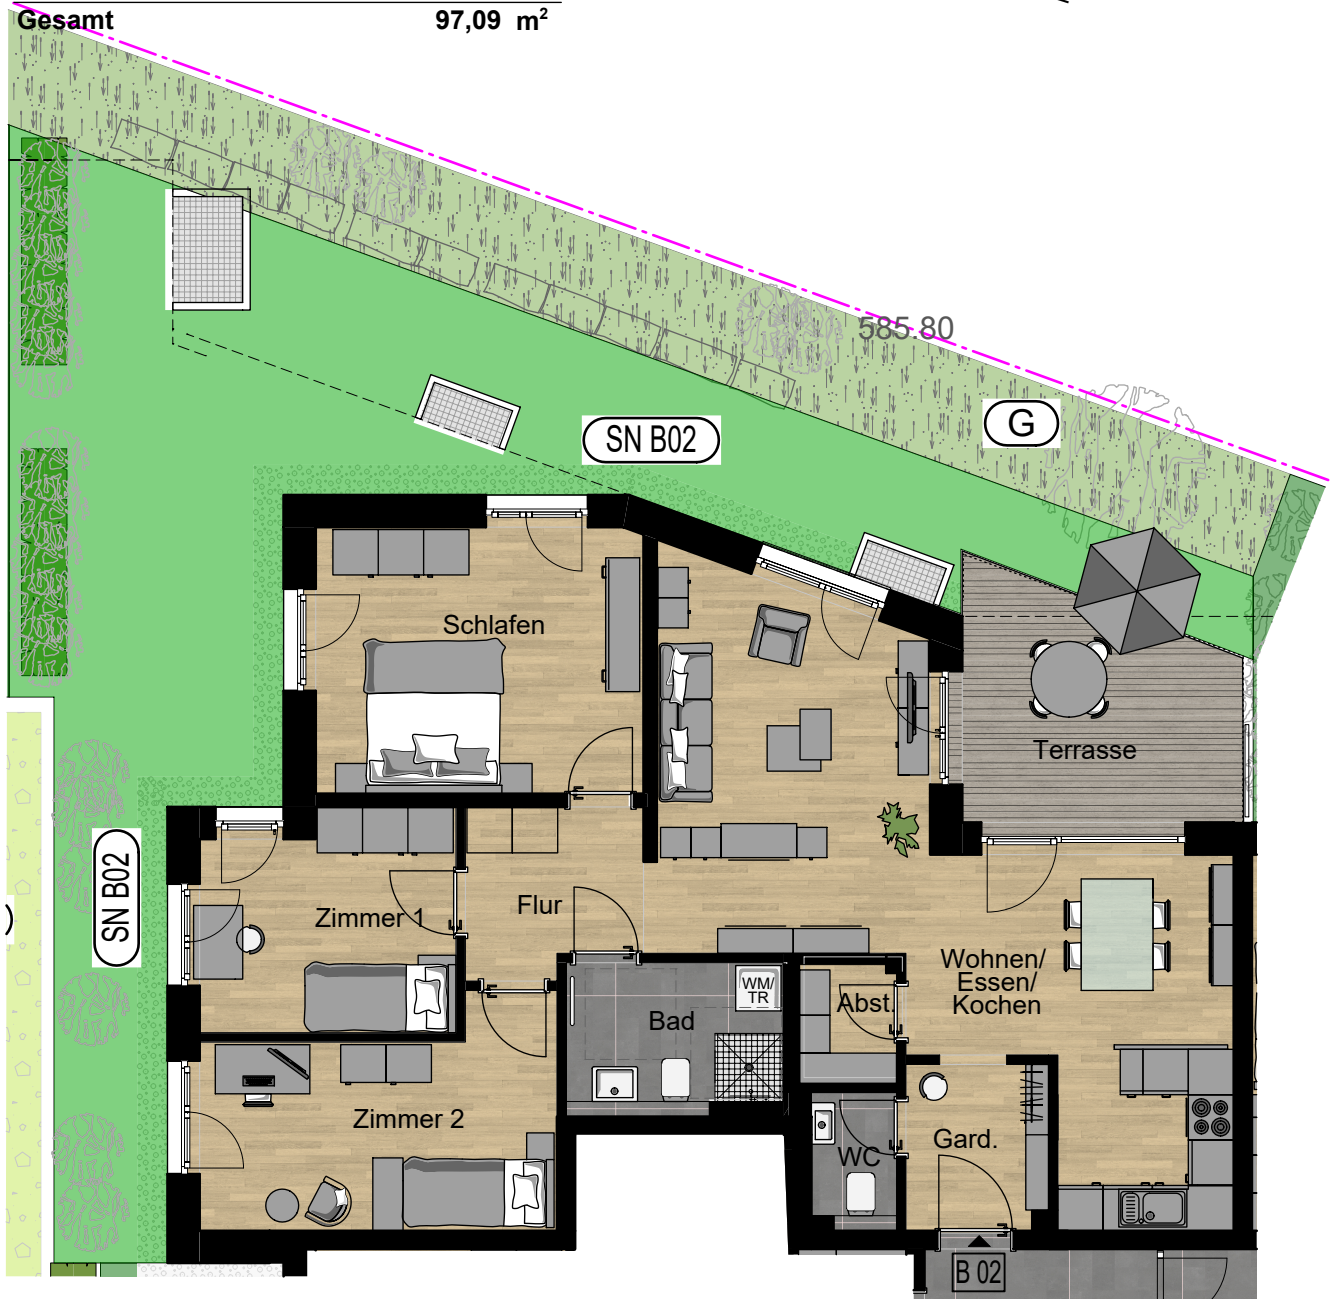 Gesamt 97,09 m²
585.80
G
SN B02
Schlafen
Terrasse
SN B02
Zimmer 1
Flur
Wohnen/
Essen/
Kochen
WM/
TR
Abst.
Bad
Zimmer 2
Gard.
WC
B 02